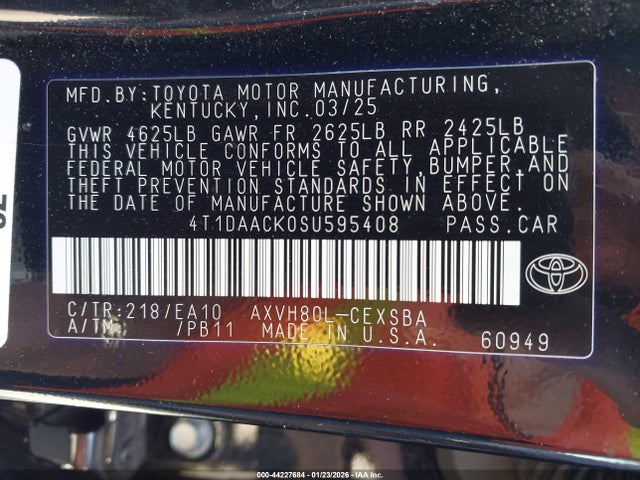 MFD.BY:TOYOTA MOTOR MANUFACTURING,
KENTUCKY,INC.03/25
GVWR 4625LB GAWR FR 2625LB RR 2425LB
THIS VEHICLE CONFORMS TO ALL APPLICABLE
FEDERAL MOTOR VEHICLE SAFETY,BUMPER,AND
THEFT PREVENTION STANDARDS IN EFFECT ON
THE DATE OF MANUFACTURE SHOWN ABOVE.
4T1DAACK0SU595408 PASS.CAR
C/TR:218/EA10 AXVH80L-CEXSBA
A/TM: /PB11 MADE IN U.S.A. 60949
000-44227684 - 01/23/2026 - IAA Inc.